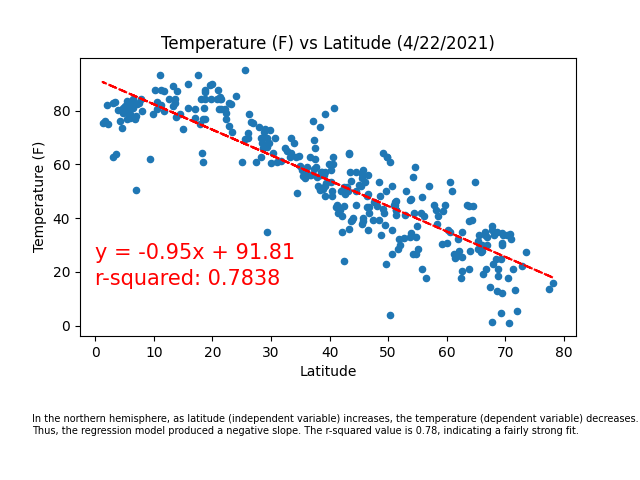 Temperature (F) vs Latitude (4/22/2021)
80
60
40
20
0
Temperature (F)
y = -0.95x + 91.81
r-squared: 0.7838
0 10 20 30 40 50 60 70 80
Latitude
In the northern hemisphere, as latitude (independent variable) increases, the temperature (dependent variable) decreases.
Thus, the regression model produced a negative slope. The r-squared value is 0.78, indicating a fairly strong fit.